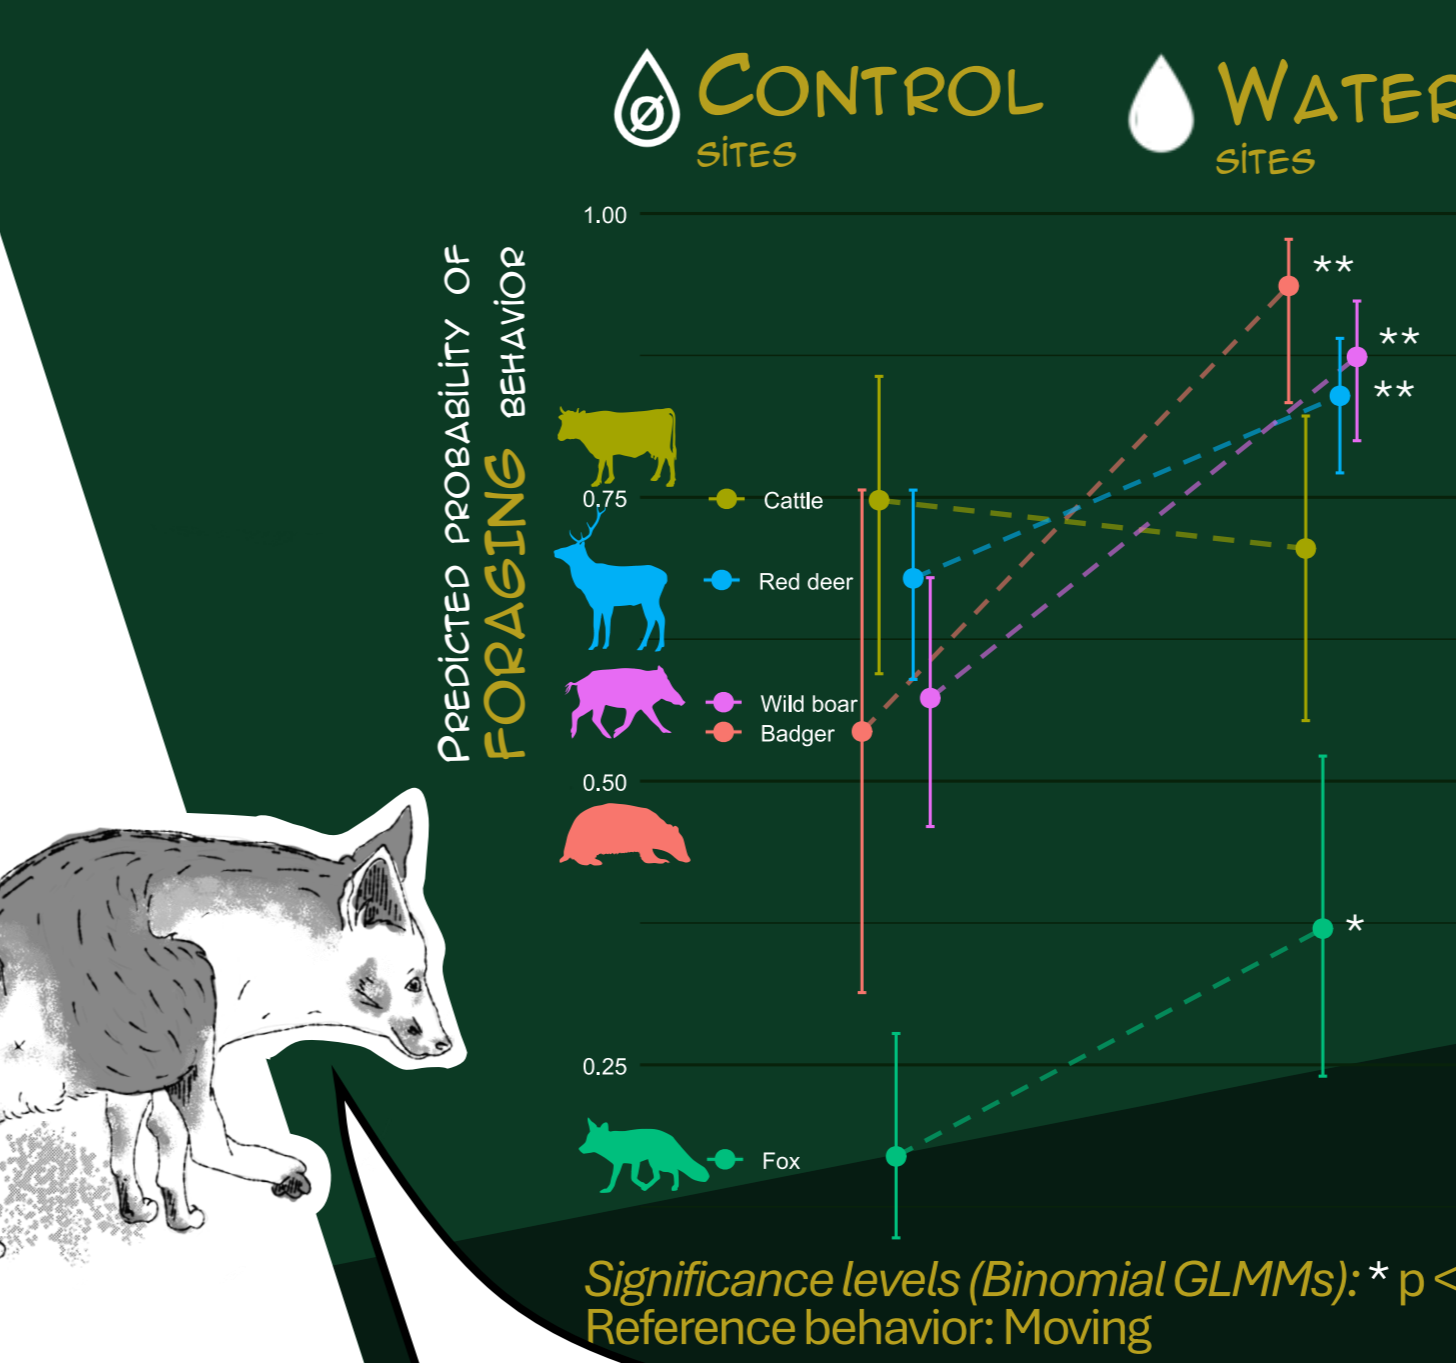 CONTROL
SITES
WATER
SITES
PREDICTED PROBABILITY OF
FORAGING BEHAVIOR
1.00
**
**
**
0.75
Cattle
Red deer
Wild boar
Badger
0.50
*
0.25
Fox
Significance levels (Binomial GLMMs): * p <
Reference behavior: Moving